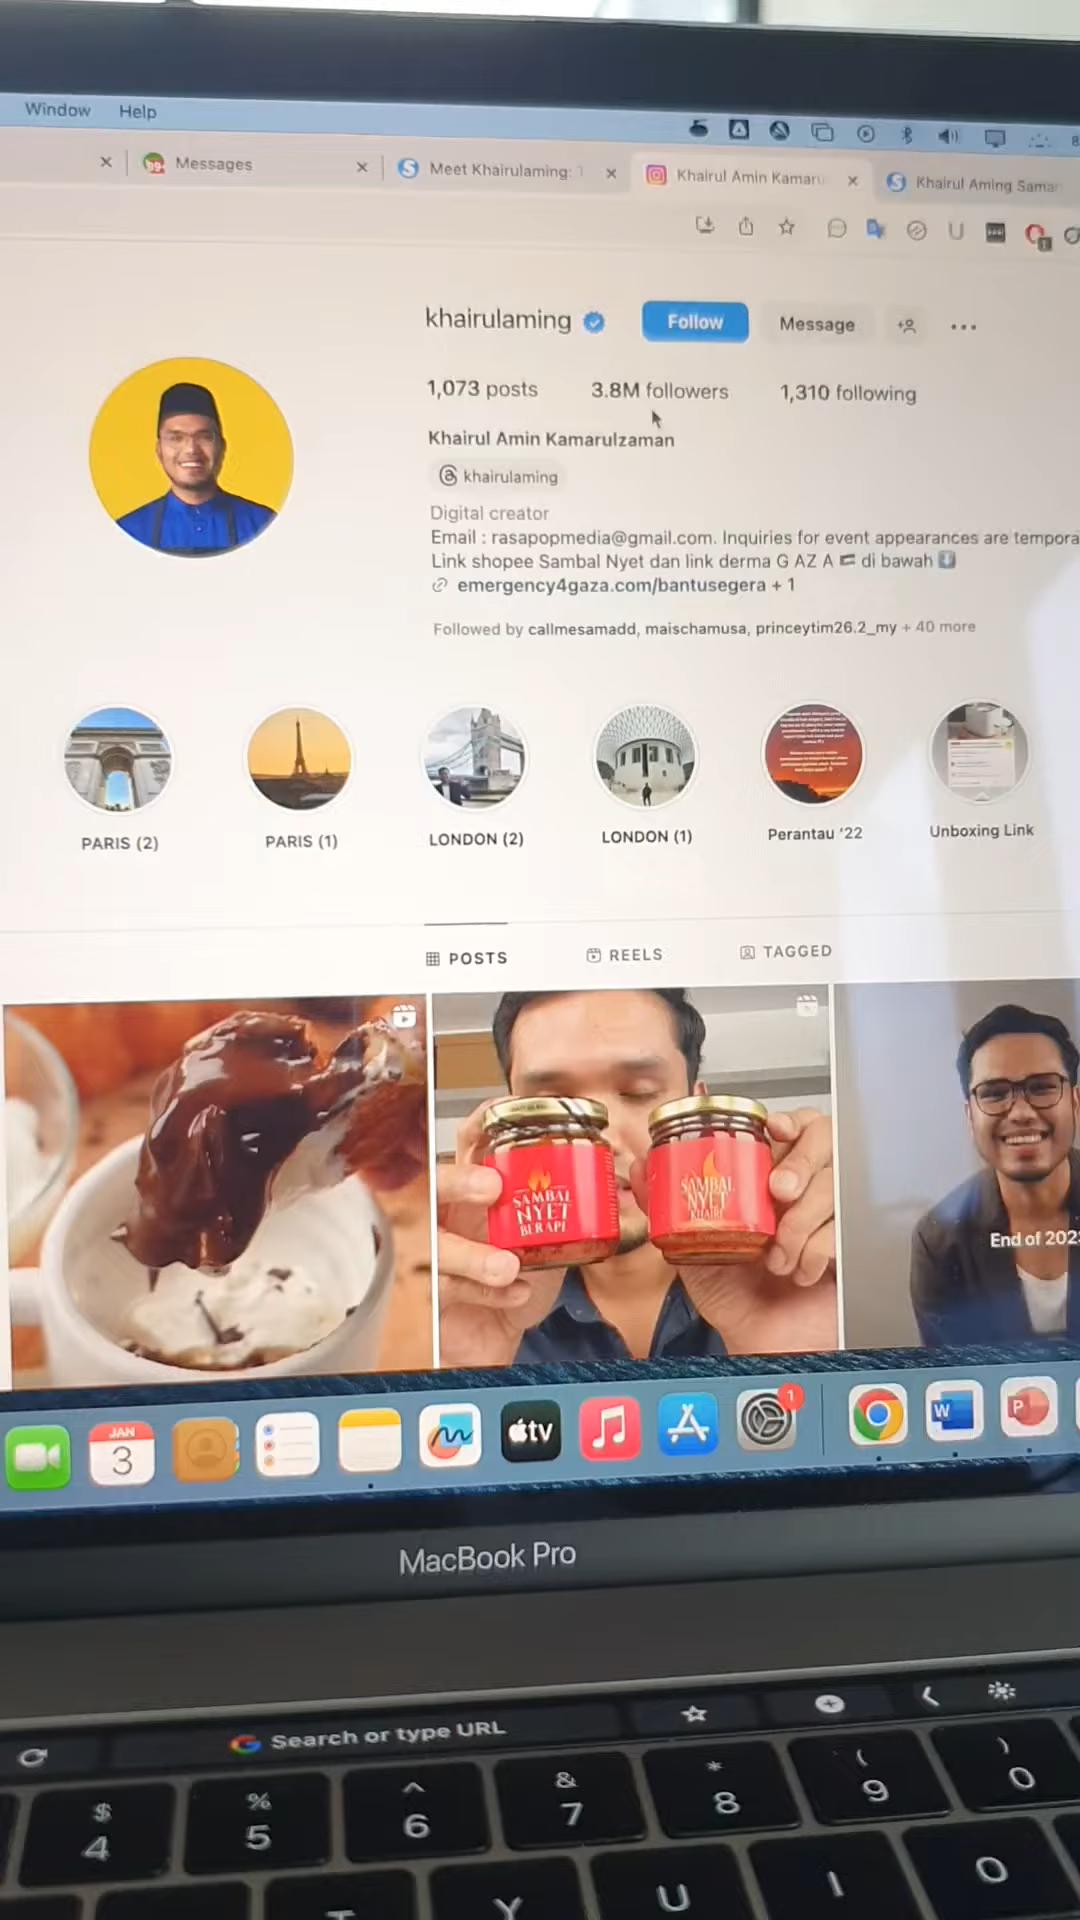 Window Help
Messages
Meet Khairulaming: 1
Khairul Amin Kamaru
Khairul Aming Sama
khairulaming
Follow
Message
1,073 posts
3.8M followers
1,310 following
Khairul Amin Kamarulzaman
khairulaming
Digital creator
Email : rasapopmedia@gmail.com. Inquiries for event appearances are tempora
Link shopee Sambal Nyet dan link derma G AZ A di bawah
emergency4gaza.com/bantusegera + 1
Followed by callmesamadd, maischamusa, princeytim26.2_my + 40 more
PARIS (2)
PARIS (1)
LONDON (2)
LONDON (1)
Perantau '22
Unboxing Link
POSTS
REELS
TAGGED
SAMBAL
NYET
BERAPI
SAMBAL
NYET
KHAIRUL
End of 202
JAN
3
tv
1
W
P
MacBook Pro
Search or type URL
$ % ^ & * ( )
4 5 6 7 8 9 0
T Y U I O